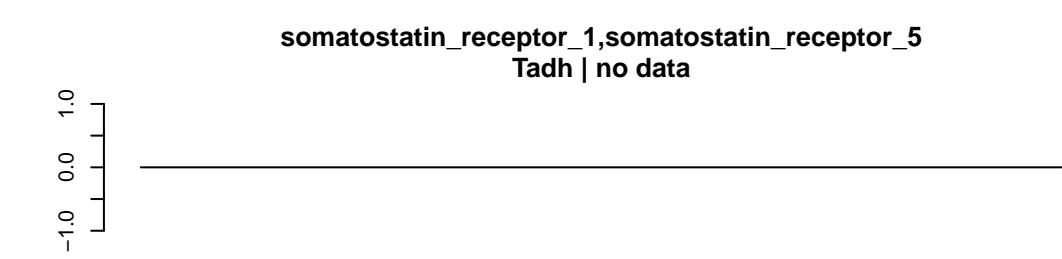 somatostatin_receptor_1,somatostatin_receptor_5
Tadh | no data
1.0
0.0
−1.0